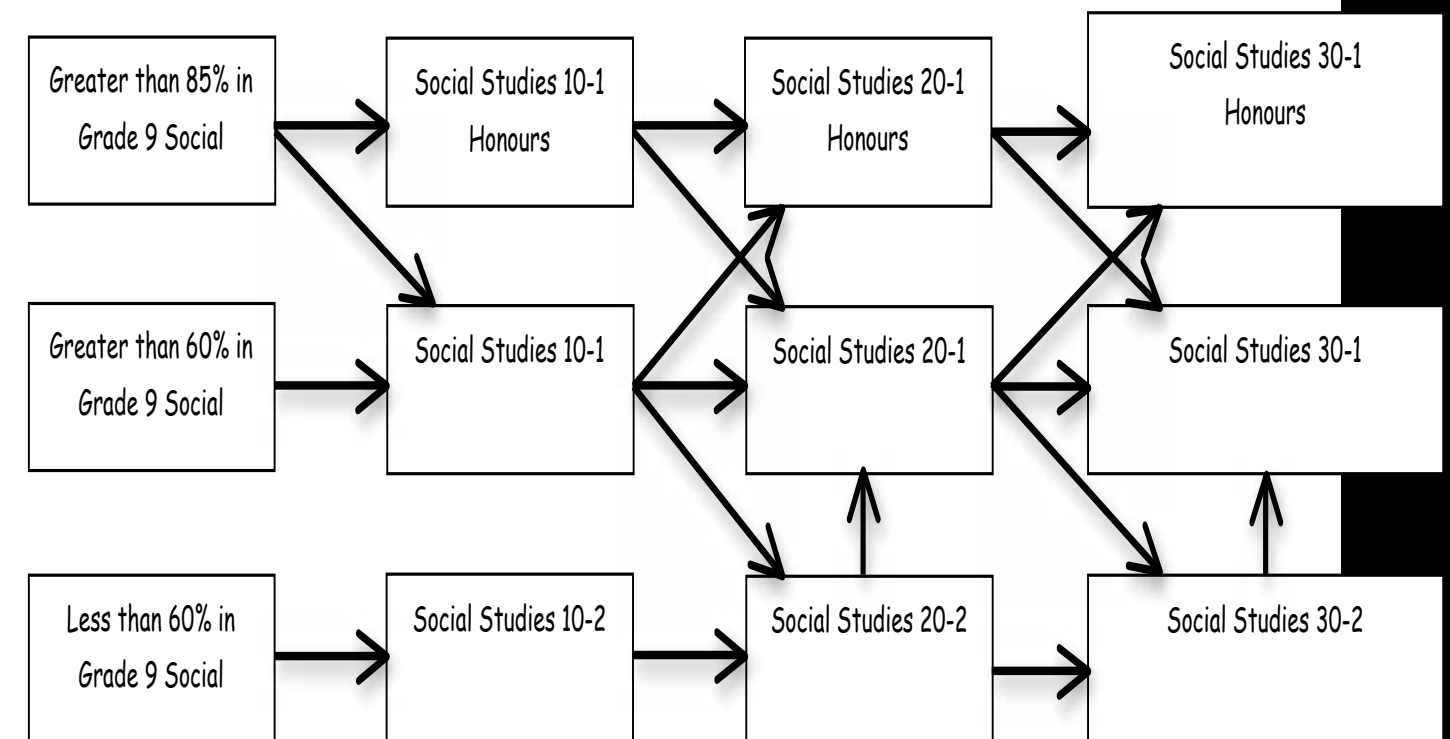 Greater than 85% in
Grade 9 Social
Social Studies 10-1
Honours
Social Studies 20-1
Honours
Social Studies 30-1
Honours
Greater than 60% in
Grade 9 Social
Social Studies 10-1
Social Studies 20-1
Social Studies 30-1
Less than 60% in
Grade 9 Social
Social Studies 10-2
Social Studies 20-2
Social Studies 30-2